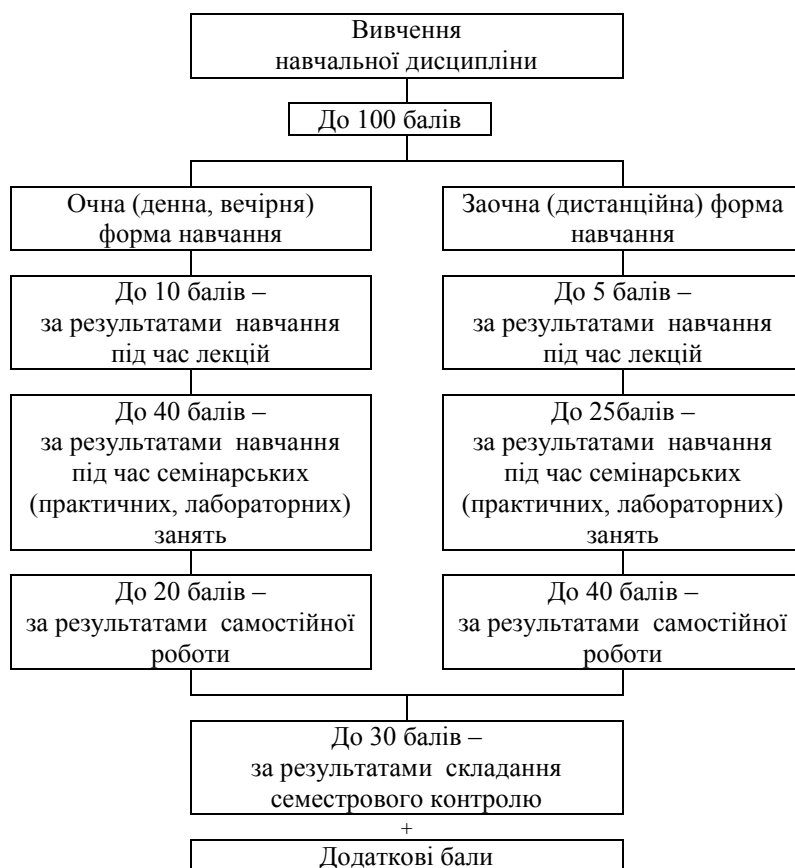 Вивчення
навчальної дисципліни
До 100 балів
Очна (денна, вечірня)
форма навчання
Заочна (дистанційна) форма
навчання
До 10 балів –
за результатами навчання
під час лекцій
До 5 балів –
за результатами навчання
під час лекцій
До 40 балів –
за результатами навчання
під час семінарських
(практичних, лабораторних)
занять
До 25балів –
за результатами навчання
під час семінарських
(практичних, лабораторних)
занять
До 20 балів –
за результатами самостійної
роботи
До 40 балів –
за результатами самостійної
роботи
До 30 балів –
за результатами складання
семестрового контролю
+
Додаткові бали